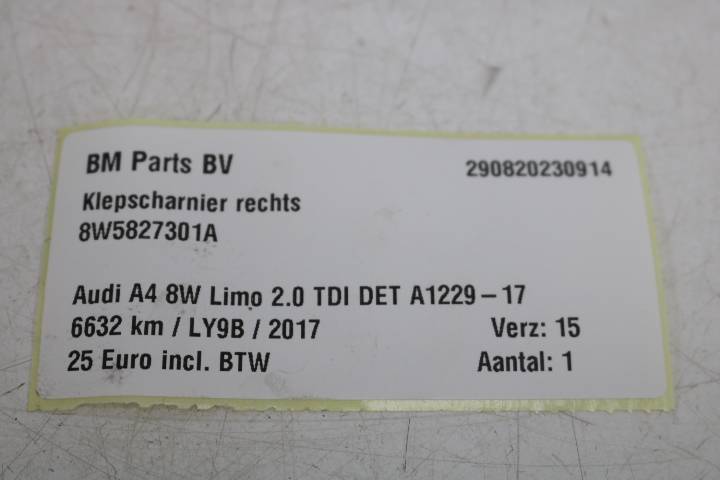 BM Parts BV 290820230914
Klepscharnier rechts
8W5827301A
Audi A4 8W Limo 2.0 TDI DET A1229-17
6632 km / LY9B / 2017 Verz: 15
25 Euro incl. BTW Aantal: 1